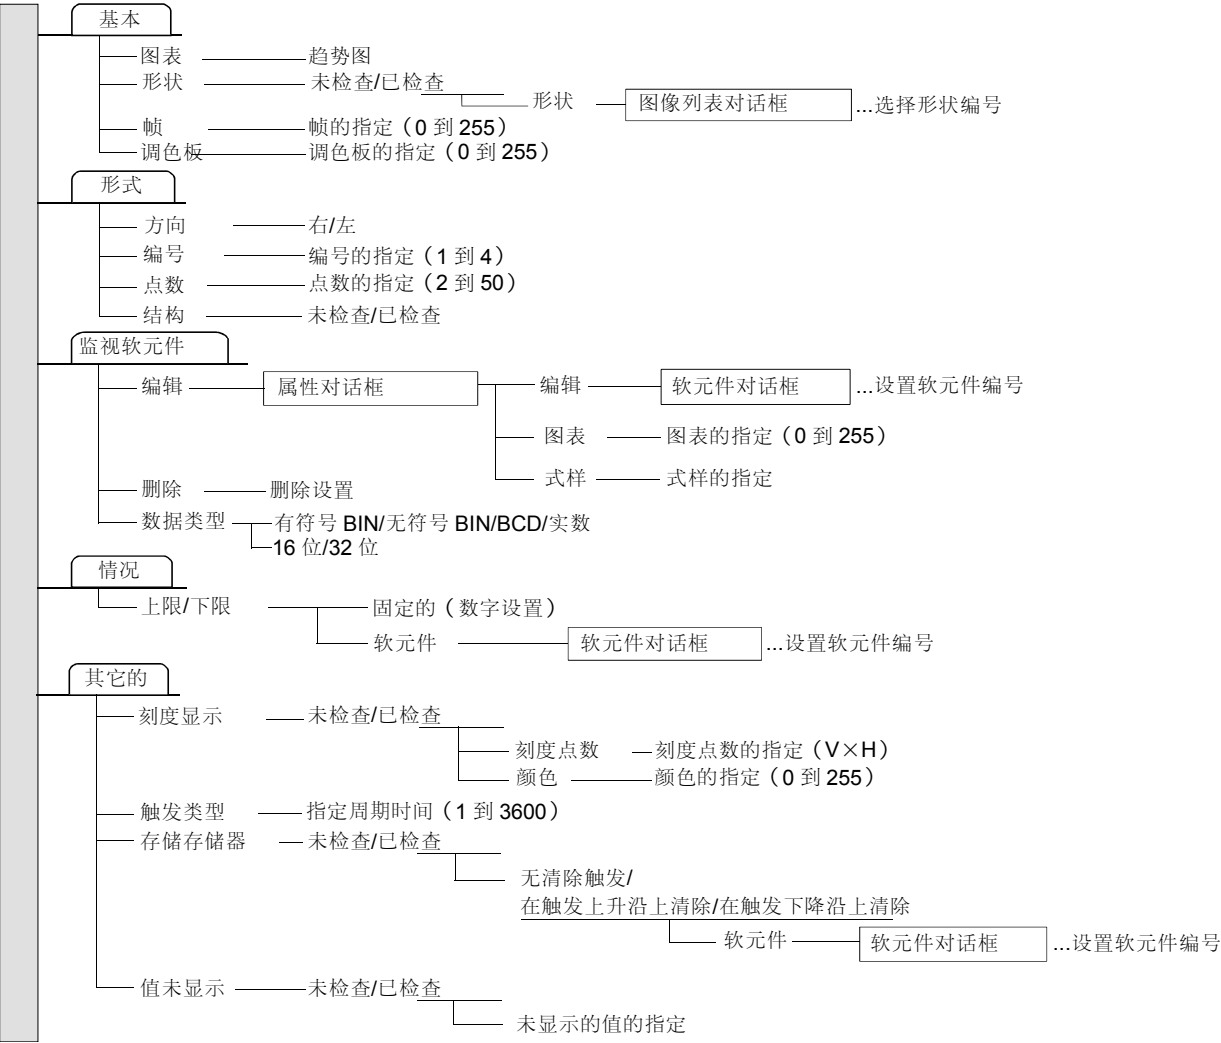 基本
图表 趋势图
形状 未检查/已检查
形状 图像列表对话框 ...选择形状编号
帧 帧的指定（0 到 255）
调色板 调色板的指定（0 到 255）
形式
方向 右/左
编号 编号的指定（1 到 4）
点数 点数的指定（2 到 50）
结构 未检查/已检查
监视软元件
编辑 属性对话框 编辑 软元件对话框 ...设置软元件编号
图表 图表的指定（0 到 255）
式样 式样的指定
删除 删除设置
数据类型 有符号 BIN/无符号 BIN/BCD/实数
16 位/32 位
情况
上限/下限 固定的（数字设置）
软元件 软元件对话框 ...设置软元件编号
其它的
刻度显示 未检查/已检查
刻度点数 刻度点数的指定（V×H）
颜色 颜色的指定（0 到 255）
触发类型 指定周期时间（1 到 3600）
存储存储器 未检查/已检查
无清除触发/
在触发上升沿上清除/在触发下降沿上清除
软元件 软元件对话框 ...设置软元件编号
值未显示 未检查/已检查
未显示的值的指定